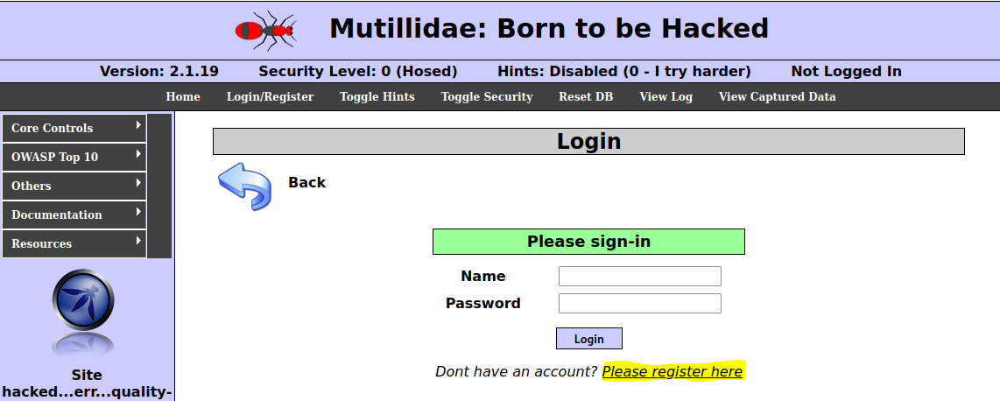 Mutillidae: Born to be Hacked
Version: 2.1.19 Security Level: 0 (Hosed) Hints: Disabled (0 - I try harder) Not Logged In
Home Login/Register Toggle Hints Toggle Security Reset DB View Log View Captured Data
Core Controls
OWASP Top 10
Others
Documentation
Resources
Site
hacked...err...quality-
Login
Back
Please sign-in
Name
Password
Login
Dont have an account? Please register here